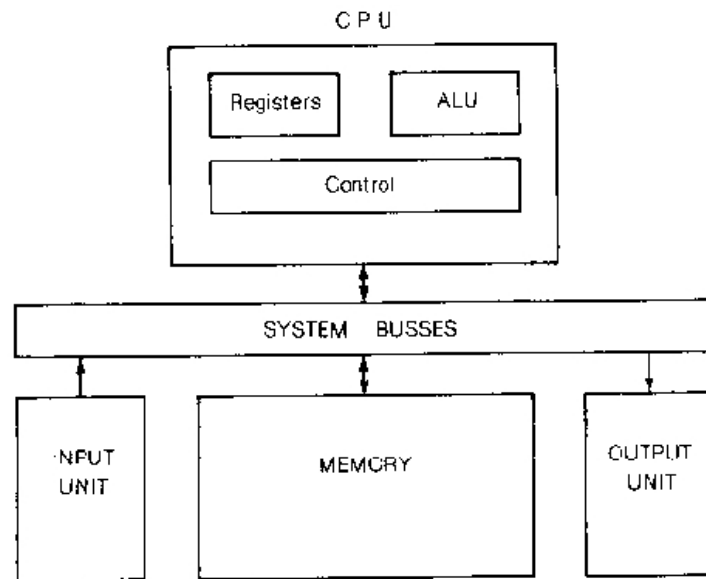 C P U
Registers
ALU
Control
SYSTEM BUSSES
INPUT
UNIT
MEMORY
OUTPUT
UNIT